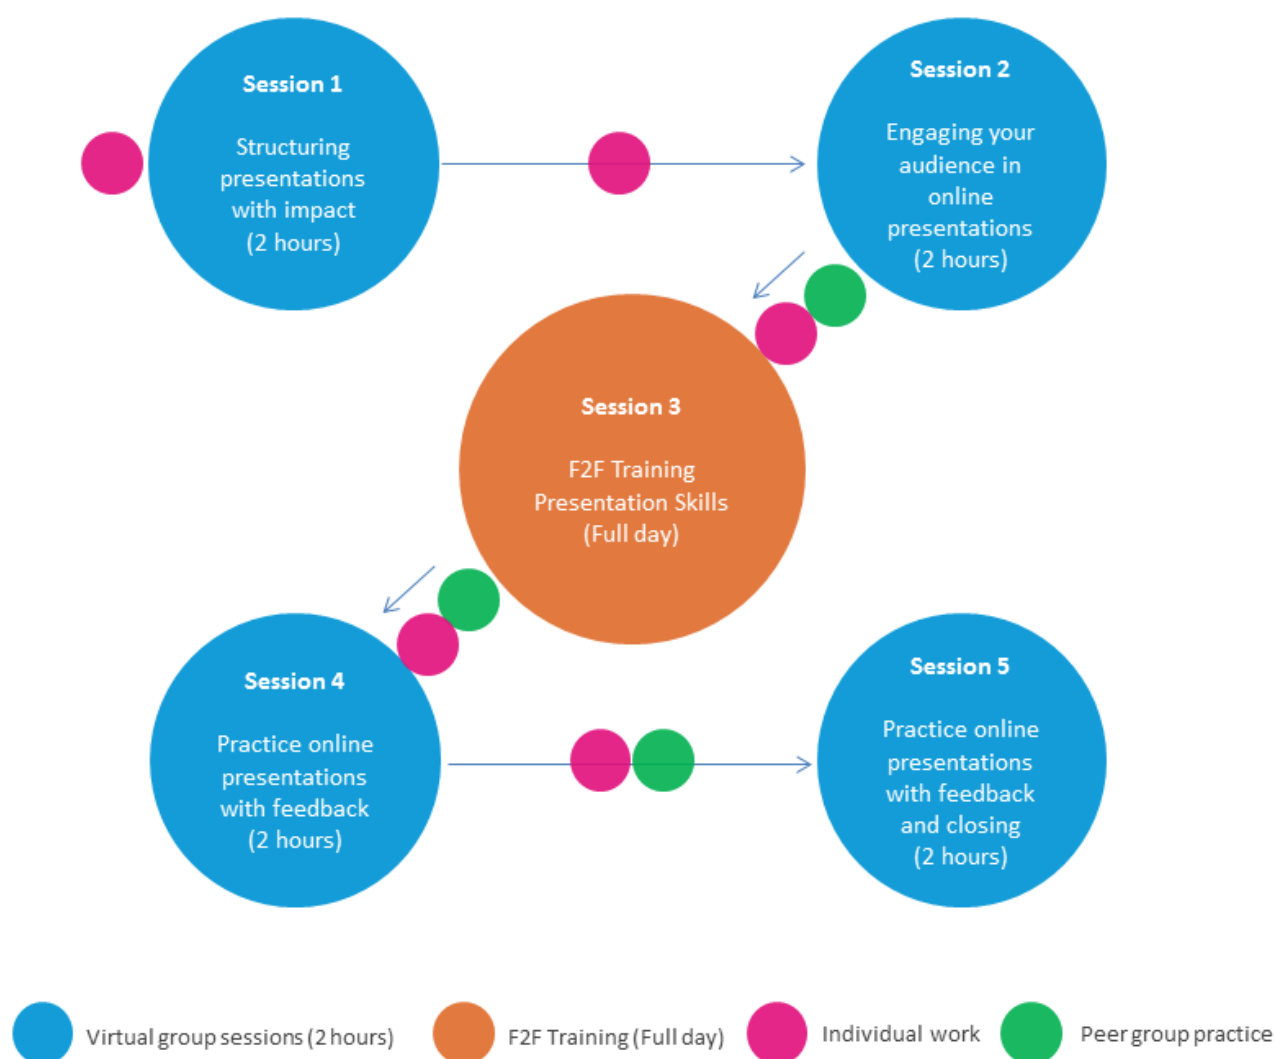 Session 1
Structuring
presentations
with impact
(2 hours)
Session 2
Engaging your
audience in
online
presentations
(2 hours)
Session 3
F2F Training
Presentation Skills
(Full day)
Session 4
Practice online
presentations
with feedback
(2 hours)
Session 5
Practice online
presentations
with feedback
and closing
(2 hours)
Virtual group sessions (2 hours)
F2F Training (Full day)
Individual work
Peer group practice